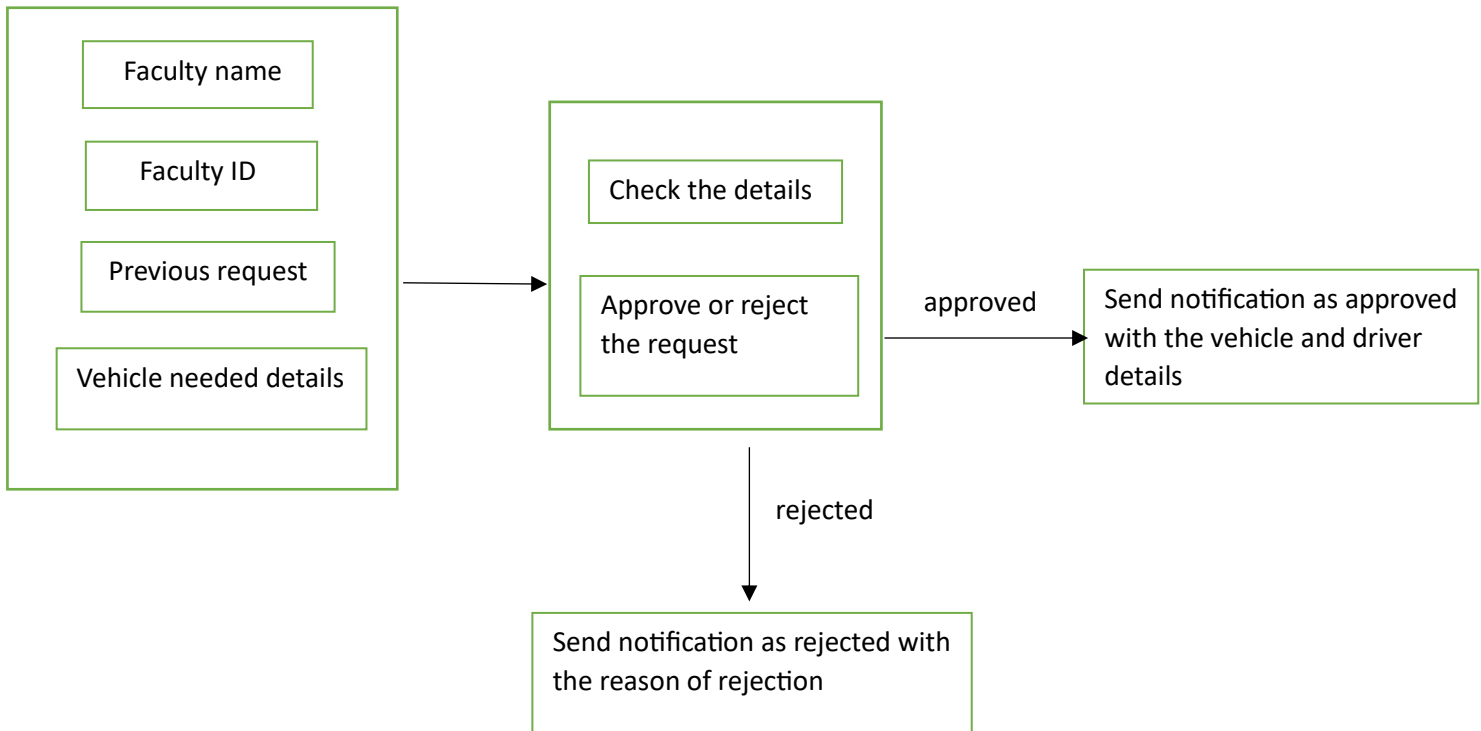 Faculty name
Faculty ID
Previous request
Vehicle needed details
Check the details
Approve or reject
the request
approved
Send notification as approved
with the vehicle and driver
details
rejected
Send notification as rejected with
the reason of rejection